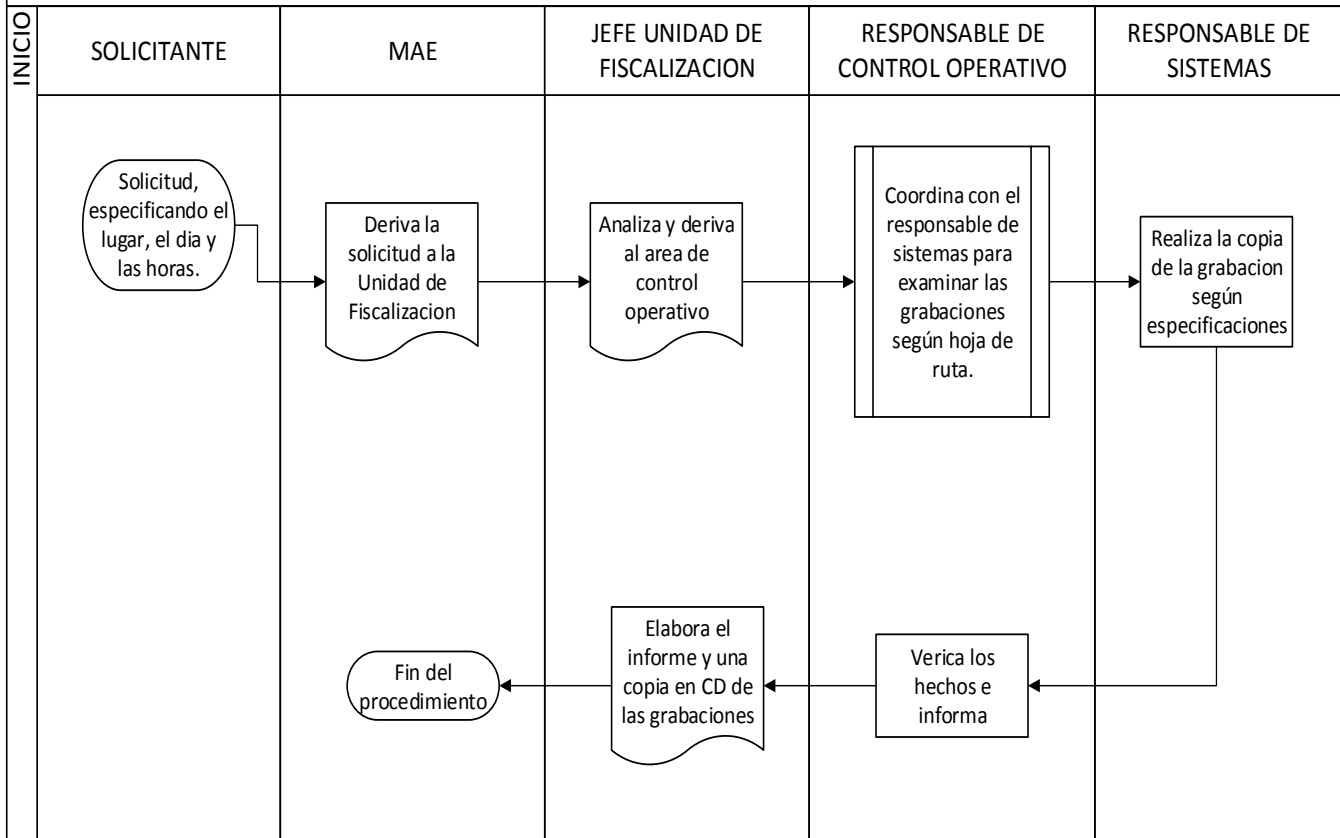 INICIO
SOLICITANTE
MAE
JEFE UNIDAD DE
FISCALIZACION
RESPONSABLE DE
CONTROL OPERATIVO
RESPONSABLE DE
SISTEMAS
Solicitud,
especificando el
lugar, el dia y
las horas.
Deriva la
solicitud a la
Unidad de
Fiscalizacion
Analiza y deriva
al area de
control
operativo
Coordina con el
responsable de
sistemas para
examinar las
grabaciones
según hoja de
ruta.
Realiza la copia
de la grabacion
según
especificaciones
Fin del
procedimiento
Elabora el
informe y una
copia en CD de
las grabaciones
Verica los
hechos e
informa